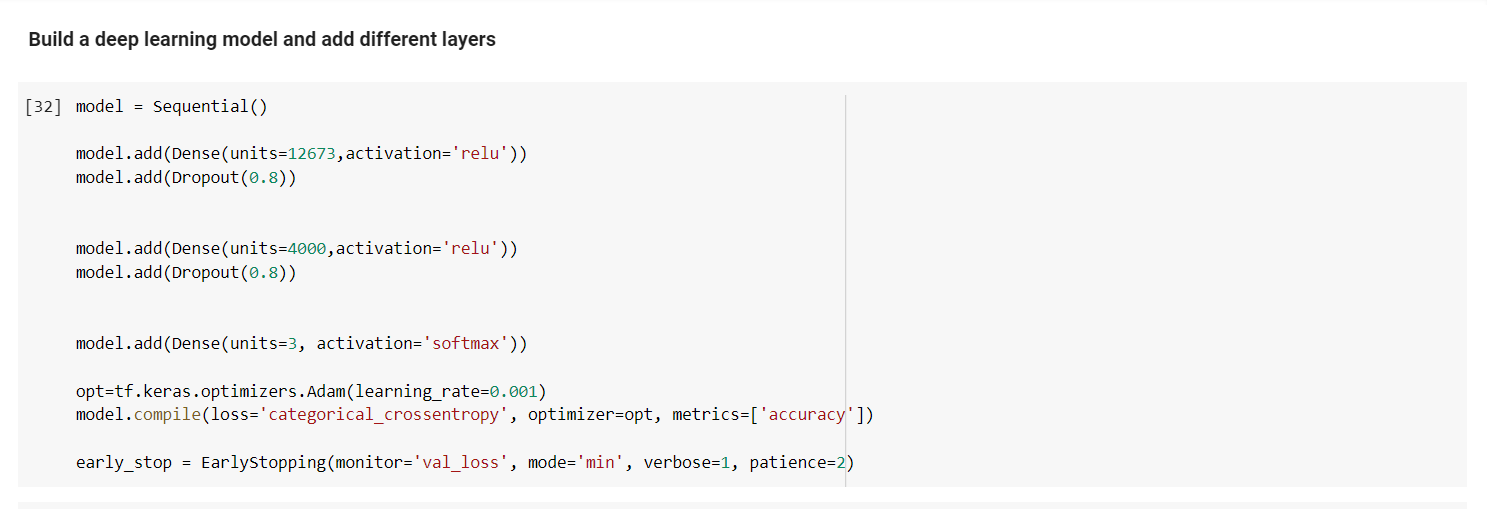 Build a deep learning model and add different layers
[32] model = Sequential()
model.add(Dense(units=12673,activation='relu'))
model.add(Dropout(0.8))
model.add(Dense(units=4000,activation='relu'))
model.add(Dropout(0.8))
model.add(Dense(units=3, activation='softmax'))
opt=tf.keras.optimizers.Adam(learning_rate=0.001)
model.compile(loss='categorical_crossentropy', optimizer=opt, metrics=['accuracy'])
early_stop = EarlyStopping(monitor='val_loss', mode='min', verbose=1, patience=2)